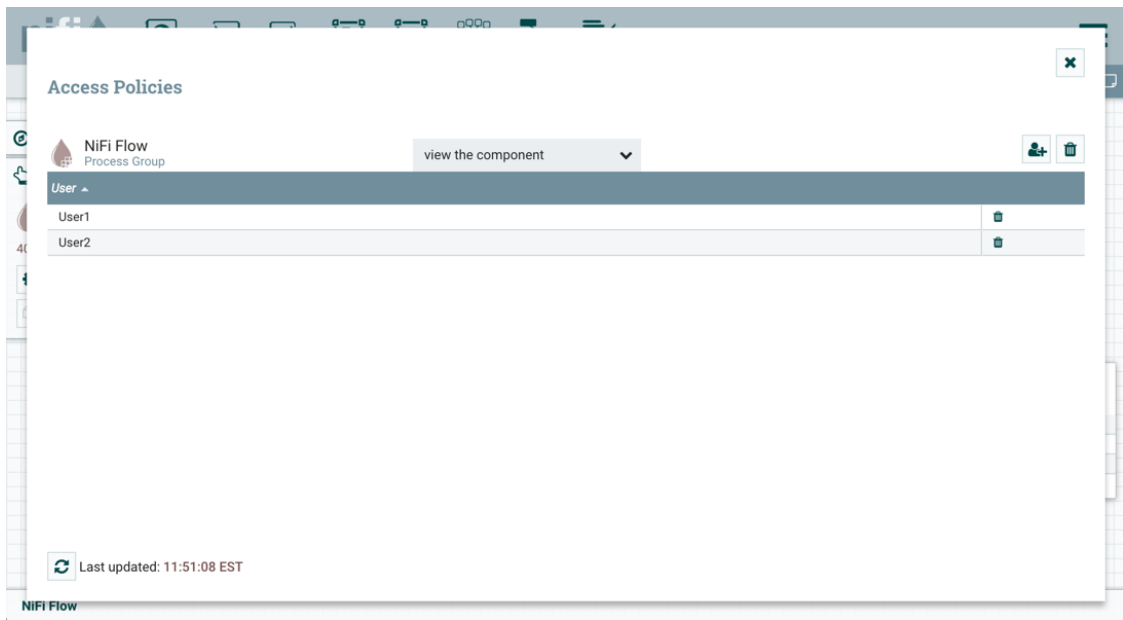 Access Policies
NiFi Flow
Process Group
view the component
User
User1
User2
Last updated: 11:51:08 EST
NiFi Flow